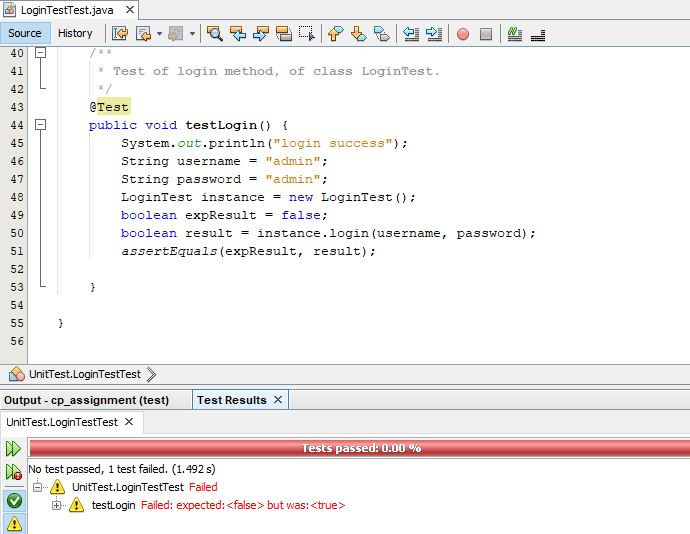 LoginTestTest.java
Source History
40 /**
41 * Test of login method, of class LoginTest.
42 */
43 @Test
44 public void testLogin() {
45 System.out.println("login success");
46 String username = "admin";
47 String password = "admin";
48 LoginTest instance = new LoginTest();
49 boolean expResult = false;
50 boolean result = instance.login(username, password);
51 assertEquals(expResult, result);
52
53 }
54
55 }
56
UnitTest.LoginTestTest
Output - cp_assignment (test) Test Results
UnitTest.LoginTestTest
Tests passed: 0.00 %
No test passed, 1 test failed. (1.492 s)
UnitTest.LoginTestTest Failed
testLogin Failed: expected:<false> but was:<true>